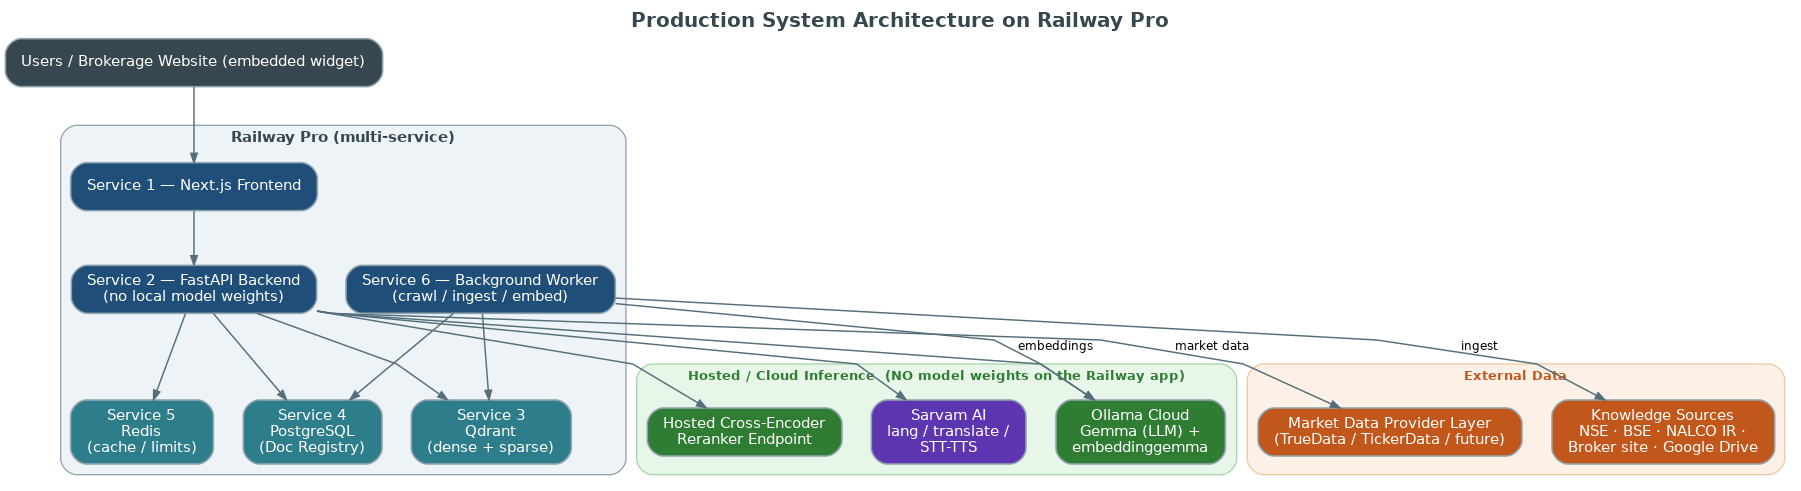 Production System Architecture on Railway Pro
Users / Brokerage Website (embedded widget)
Railway Pro (multi-service)
Service 1 — Next.js Frontend
Service 2 — FastAPI Backend
(no local model weights)
Service 6 — Background Worker
(crawl / ingest / embed)
embeddings
market data
ingest
Service 5
Redis
(cache / limits)
Service 4
PostgreSQL
(Doc Registry)
Service 3
Qdrant
(dense + sparse)
Hosted / Cloud Inference (NO model weights on the Railway app)
Hosted Cross-Encoder
Reranker Endpoint
Sarvam AI
lang / translate /
STT-TTS
Ollama Cloud
Gemma (LLM) +
embeddinggemma
External Data
Market Data Provider Layer
(TrueData / TickerData / future)
Knowledge Sources
NSE · BSE · NALCO IR ·
Broker site · Google Drive